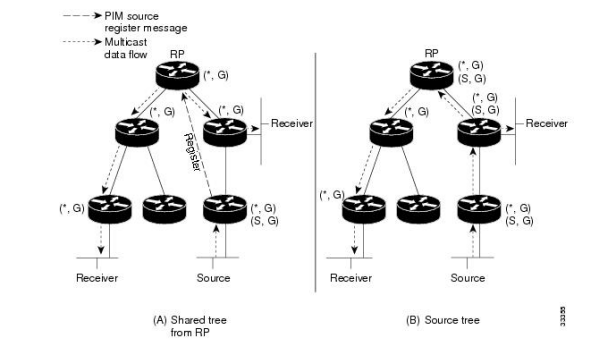 PIM source
register message
Multicast
data flow
RP
(*, G)
(*, G)
(*, G)
Receiver
Register
(*, G)
(*, G)
(S, G)
Receiver
Source
(A) Shared tree
from RP
RP
(*, G)
(S, G)
(*, G)
(*, G)
(S, G)
Receiver
(*, G)
(*, G)
(S, G)
Receiver
Source
(B) Source tree
33355